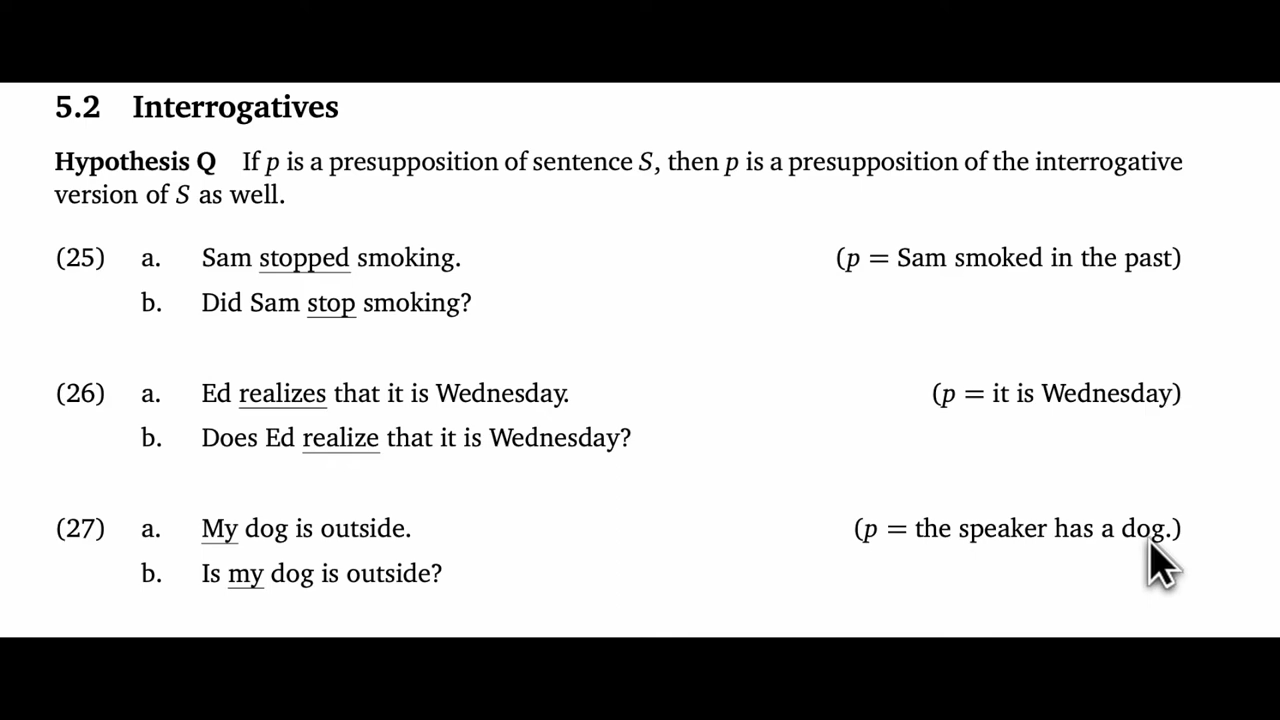 5.2 Interrogatives
Hypothesis Q If p is a presupposition of sentence S, then p is a presupposition of the interrogative
version of S as well.
(25) a. Sam stopped smoking. (p = Sam smoked in the past)
b. Did Sam stop smoking?
(26) a. Ed realizes that it is Wednesday. (p = it is Wednesday)
b. Does Ed realize that it is Wednesday?
(27) a. My dog is outside. (p = the speaker has a dog.)
b. Is my dog is outside?